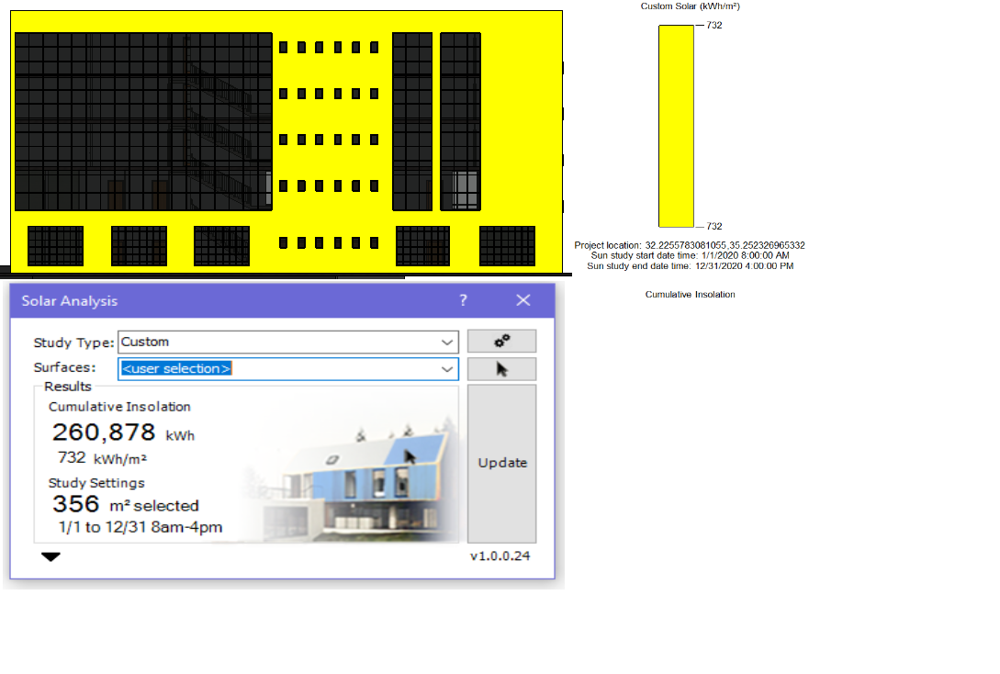 Custom Solar (kWh/m²)
732
732
Project location: 32.2255783081055,35.252326965332
Sun study start date time: 1/1/2020 8:00:00 AM
Sun study end date time: 12/31/2020 4:00:00 PM
Cumulative Insolation
Solar Analysis
?
Study Type: Custom
Surfaces: <user selection>
Results
Cumulative Insolation
260,878 kWh
732 kWh/m²
Study Settings
356 m² selected
1/1 to 12/31 8am-4pm
Update
v1.0.0.24